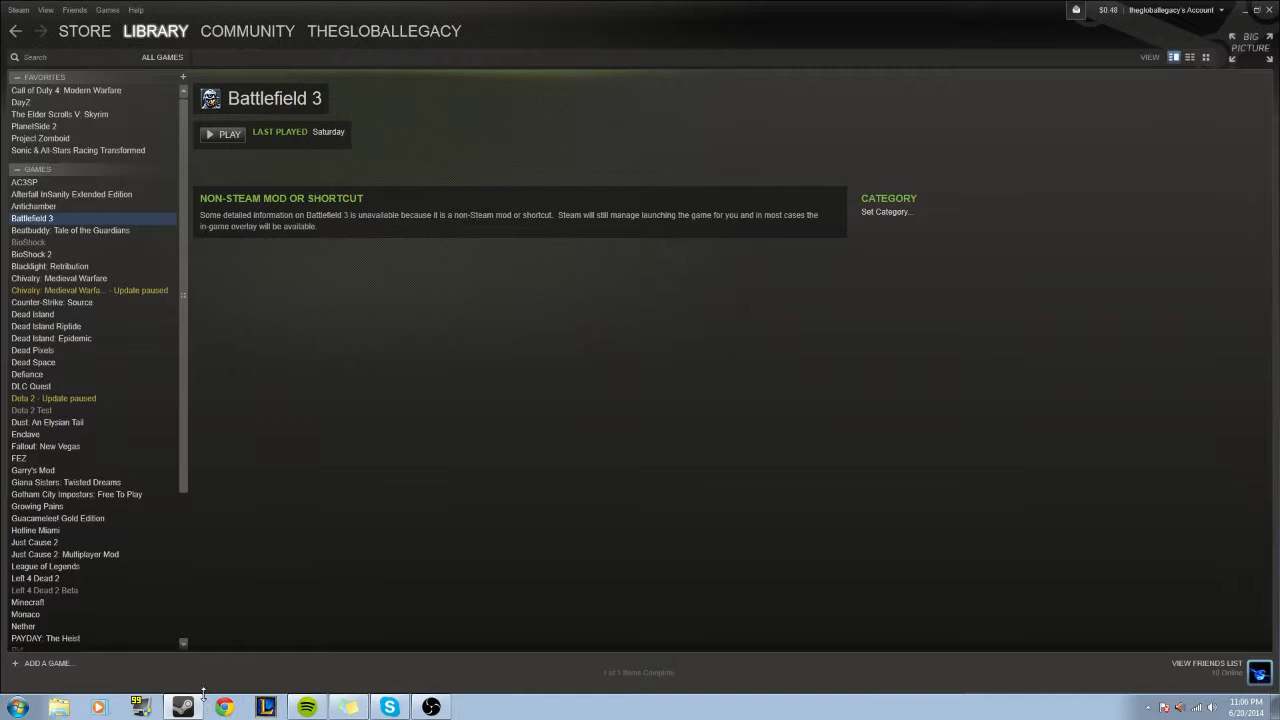 Steam View Friends Games Help
$0.48 thegloballegacy's Account
STORE LIBRARY COMMUNITY THEGLOBALLEGACY
BIG PICTURE
Search ALL GAMES
VIEW
FAVORITES
Call of Duty 4: Modern Warfare
DayZ
The Elder Scrolls V: Skyrim
PlanetSide 2
Project Zomboid
Sonic & All-Stars Racing Transformed
GAMES
AC3SP
Afterfall InSanity Extended Edition
Antichamber
Battlefield 3
Beatbuddy: Tale of the Guardians
BioShock
BioShock 2
Blacklight: Retribution
Chivalry: Medieval Warfare
Chivalry: Medieval Warfa... - Update paused
Counter-Strike: Source
Dead Island
Dead Island Riptide
Dead Island: Epidemic
Dead Pixels
Dead Space
Defiance
DLC Quest
Dota 2 - Update paused
Dota 2 Test
Dust: An Elysian Tail
Enclave
Fallout: New Vegas
FEZ
Garry's Mod
Giana Sisters: Twisted Dreams
Gotham City Impostors: Free To Play
Growing Pains
Guacamelee! Gold Edition
Hotline Miami
Just Cause 2
Just Cause 2: Multiplayer Mod
League of Legends
Left 4 Dead 2
Left 4 Dead 2 Beta
Minecraft
Monaco
Nether
PAYDAY: The Heist
Battlefield 3
PLAY LAST PLAYED Saturday
NON-STEAM MOD OR SHORTCUT
Some detailed information on Battlefield 3 is unavailable because it is a non-Steam mod or shortcut. Steam will still manage launching the game for you and in most cases the
in-game overlay will be available.
CATEGORY
Set Category...
ADD A GAME...
1 of 1 Items Complete
VIEW FRIENDS LIST
18 Online
99
11:06 PM
6/20/2014